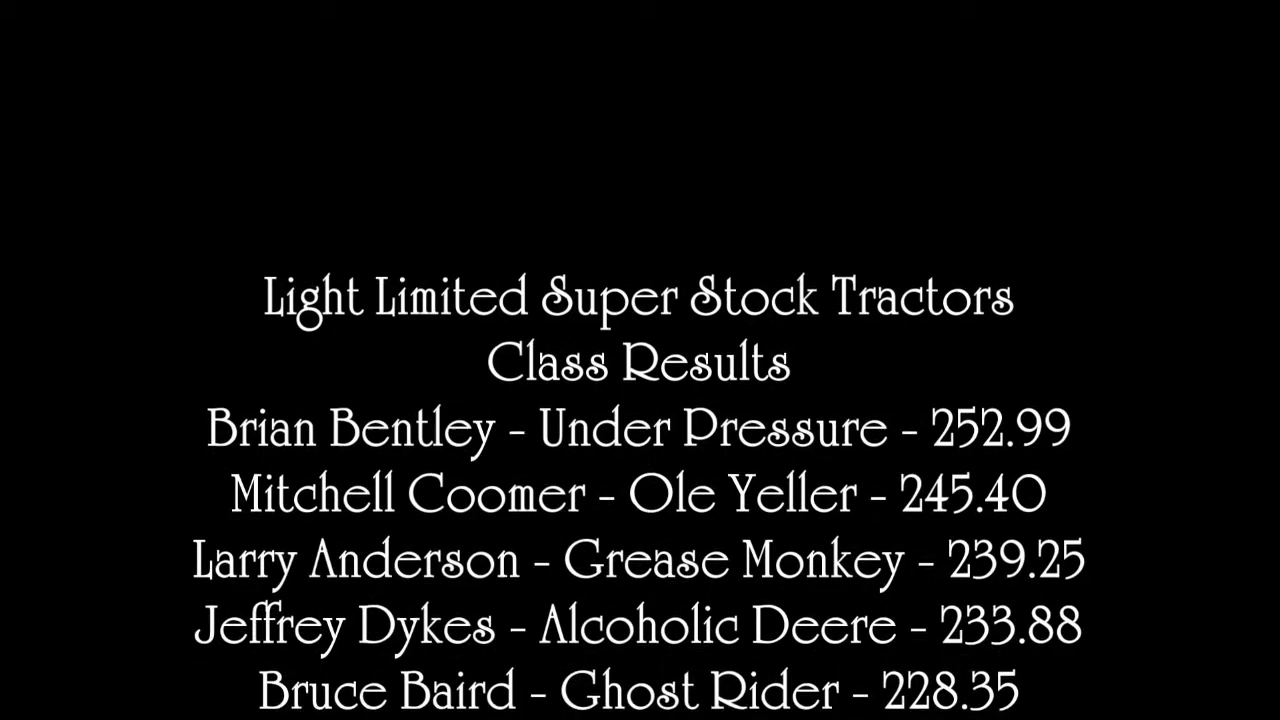 Light Limited Super Stock Tractors
Class Results
Brian Bentley - Under Pressure - 252.99
Mitchell Coomer - Ole Yeller - 245.40
Larry Anderson - Grease Monkey - 239.25
Jeffrey Dykes - Alcoholic Deere - 233.88
Bruce Baird - Ghost Rider - 228.35